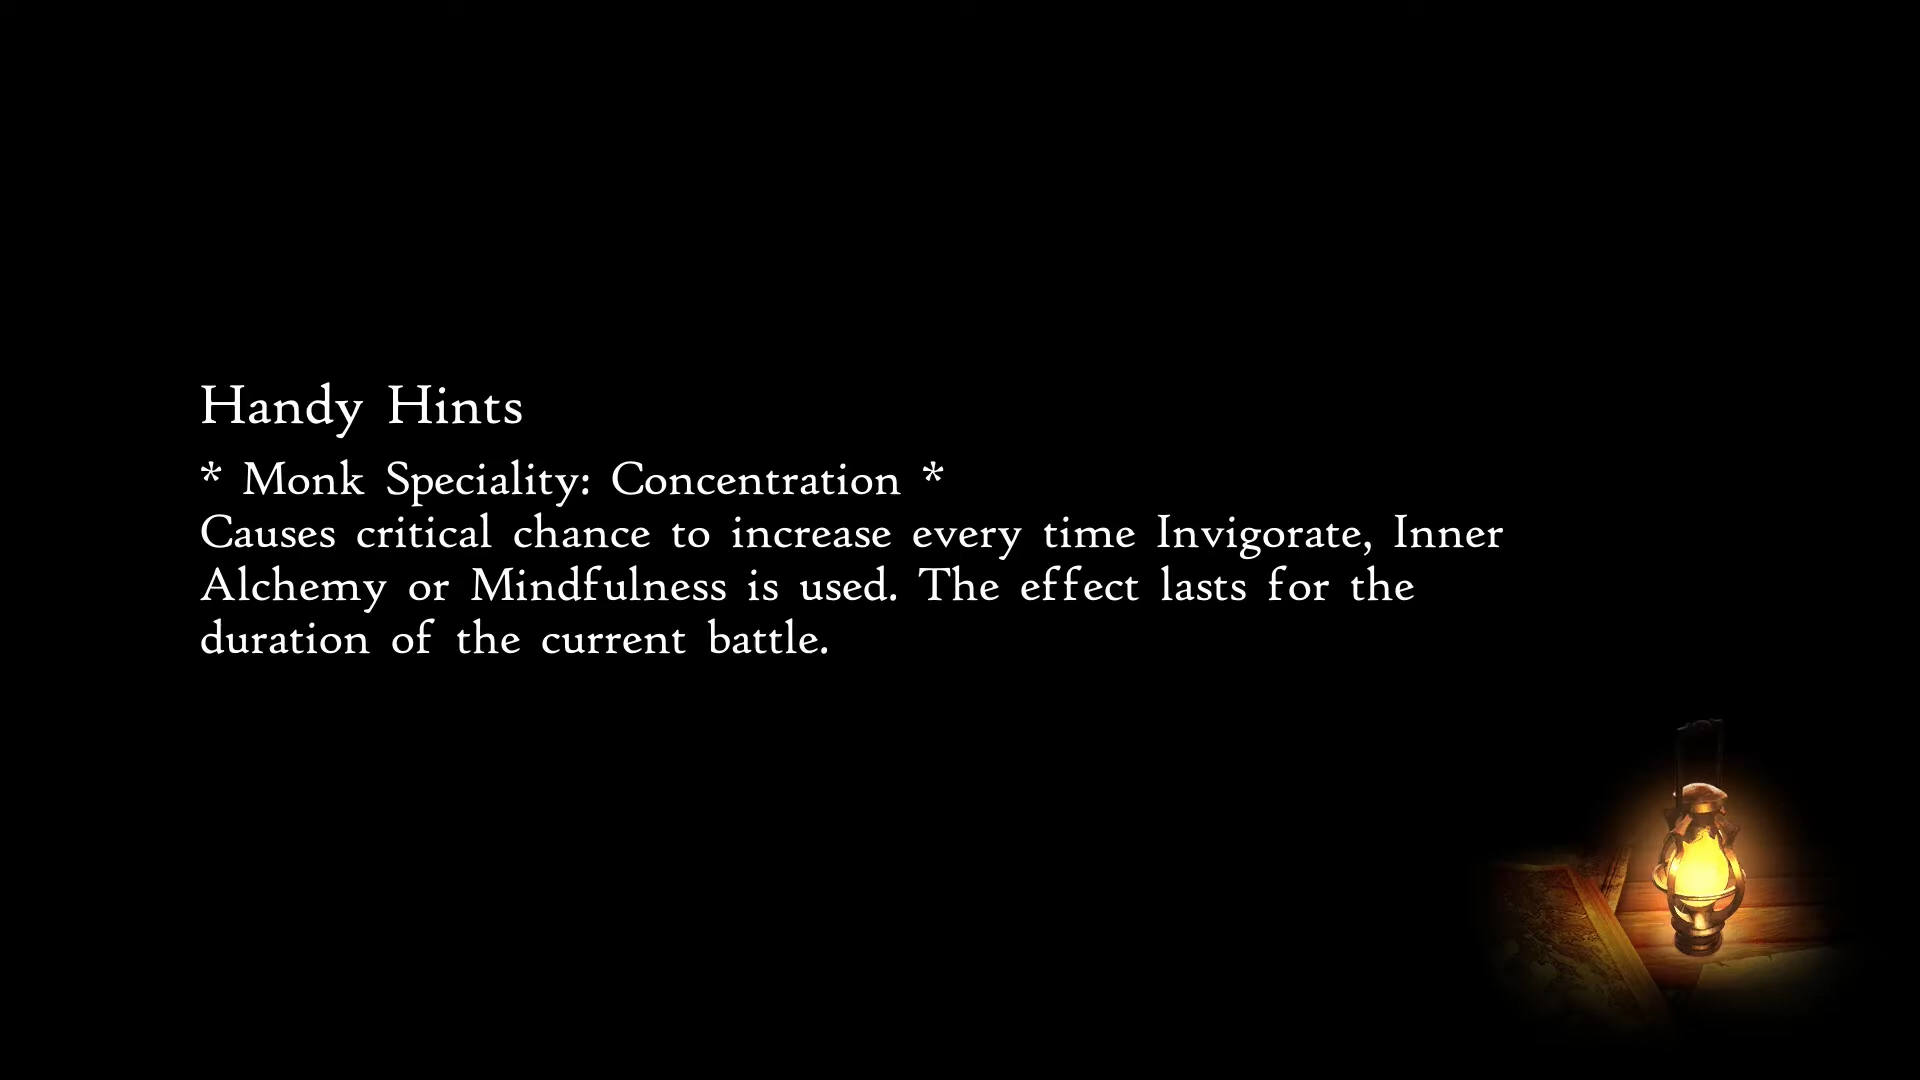 Handy Hints
* Monk Speciality: Concentration *
Causes critical chance to increase every time Invigorate, Inner
Alchemy or Mindfulness is used. The effect lasts for the
duration of the current battle.